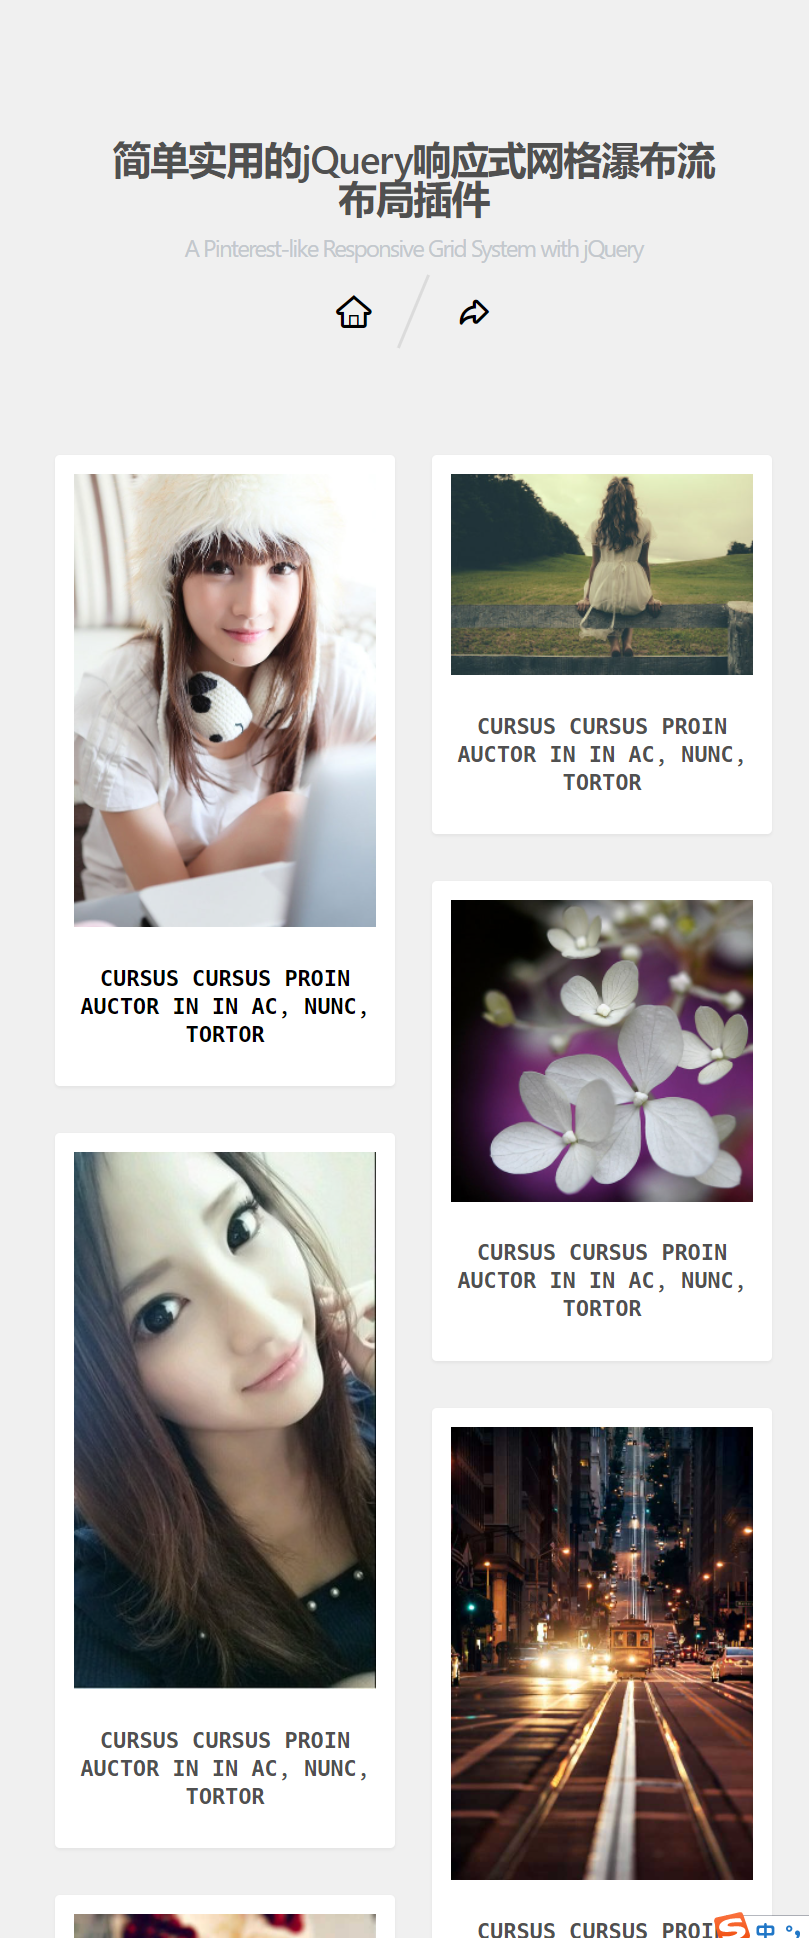 简单实用的jQuery响应式网格瀑布流
布局插件
A Pinterest-like Responsive Grid System with jQuery
CURSUS CURSUS PROIN
AUCTOR IN IN AC, NUNC,
TORTOR
CURSUS CURSUS PROIN
AUCTOR IN IN AC, NUNC,
TORTOR
CURSUS CURSUS PROIN
AUCTOR IN IN AC, NUNC,
TORTOR
CURSUS CURSUS PROIN
AUCTOR IN IN AC, NUNC,
TORTOR
CURSUS CURSUS
S 中 °,